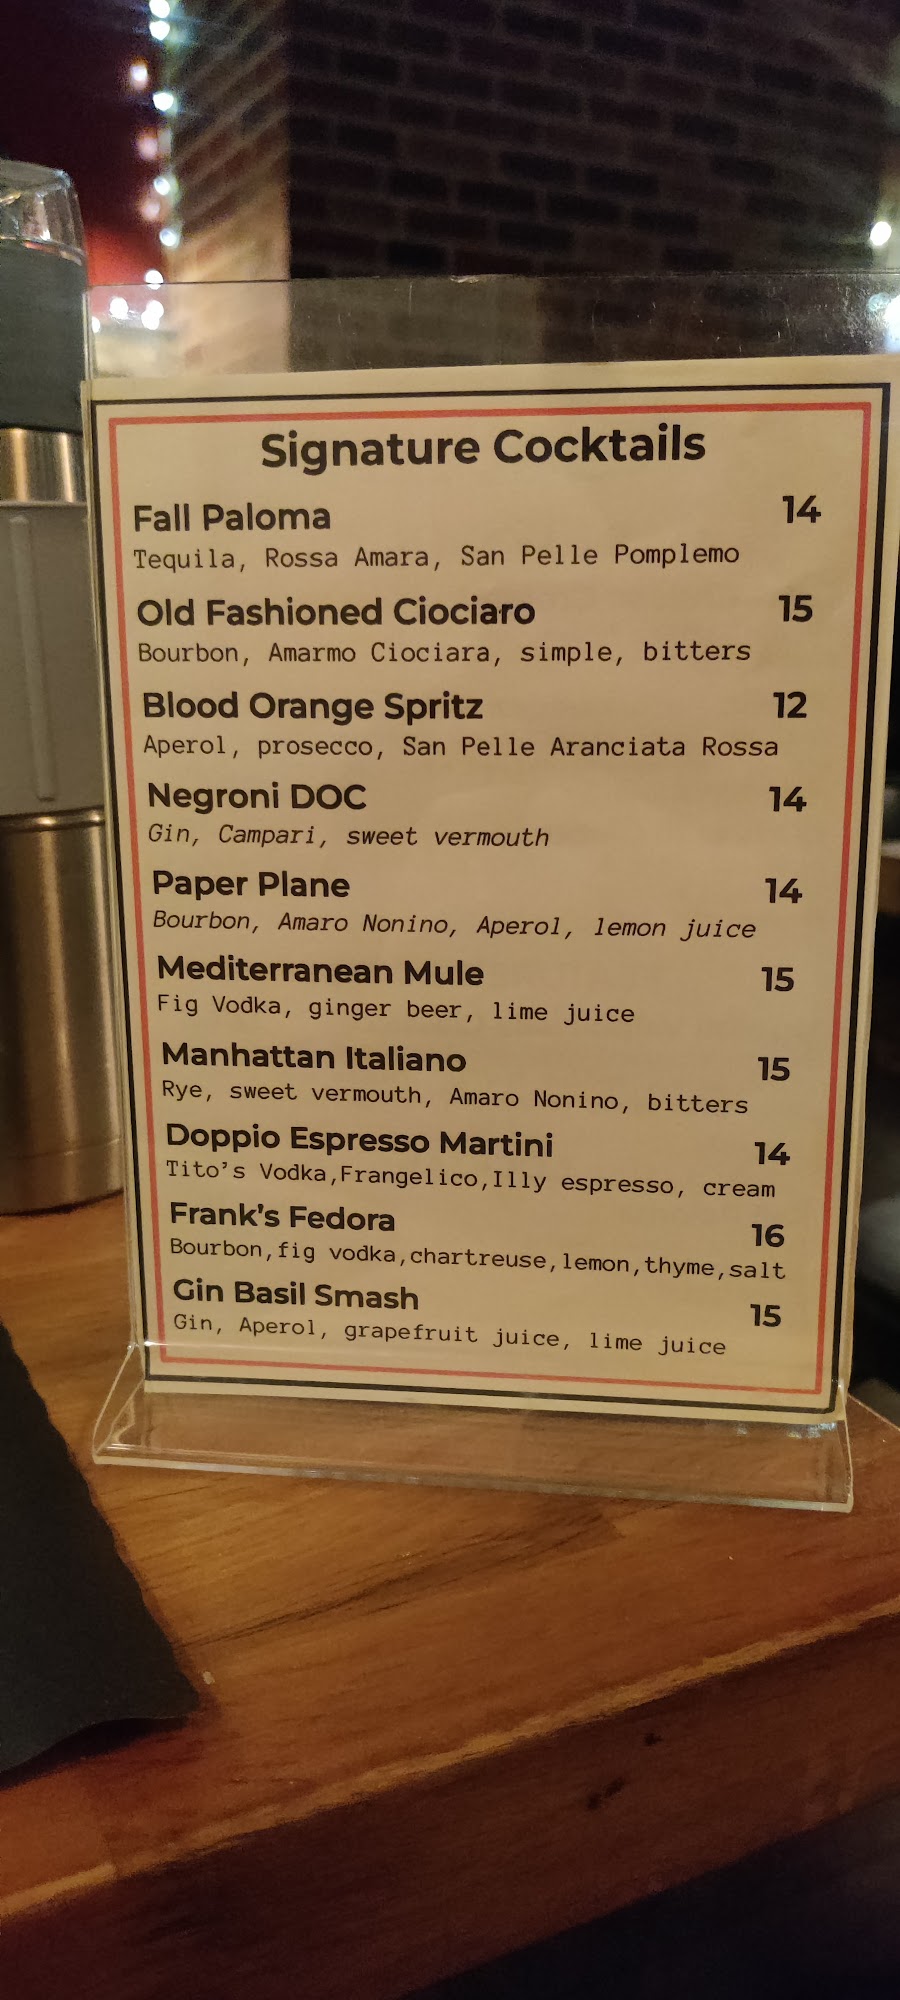 Signature Cocktails
Fall Paloma 14
Tequila, Rossa Amara, San Pelle Pomplemo
Old Fashioned Ciociaro 15
Bourbon, Amarmo Ciociara, simple, bitters
Blood Orange Spritz 12
Aperol, prosecco, San Pelle Aranciata Rossa
Negroni DOC 14
Gin, Campari, sweet vermouth
Paper Plane 14
Bourbon, Amaro Nonino, Aperol, lemon juice
Mediterranean Mule 15
Fig Vodka, ginger beer, lime juice
Manhattan Italiano 15
Rye, sweet vermouth, Amaro Nonino, bitters
Doppio Espresso Martini 14
Tito's Vodka,Frangelico,Illy espresso, cream
Frank's Fedora 16
Bourbon,fig vodka,chartreuse,lemon,thyme,salt
Gin Basil Smash 15
Gin, Aperol, grapefruit juice, lime juice